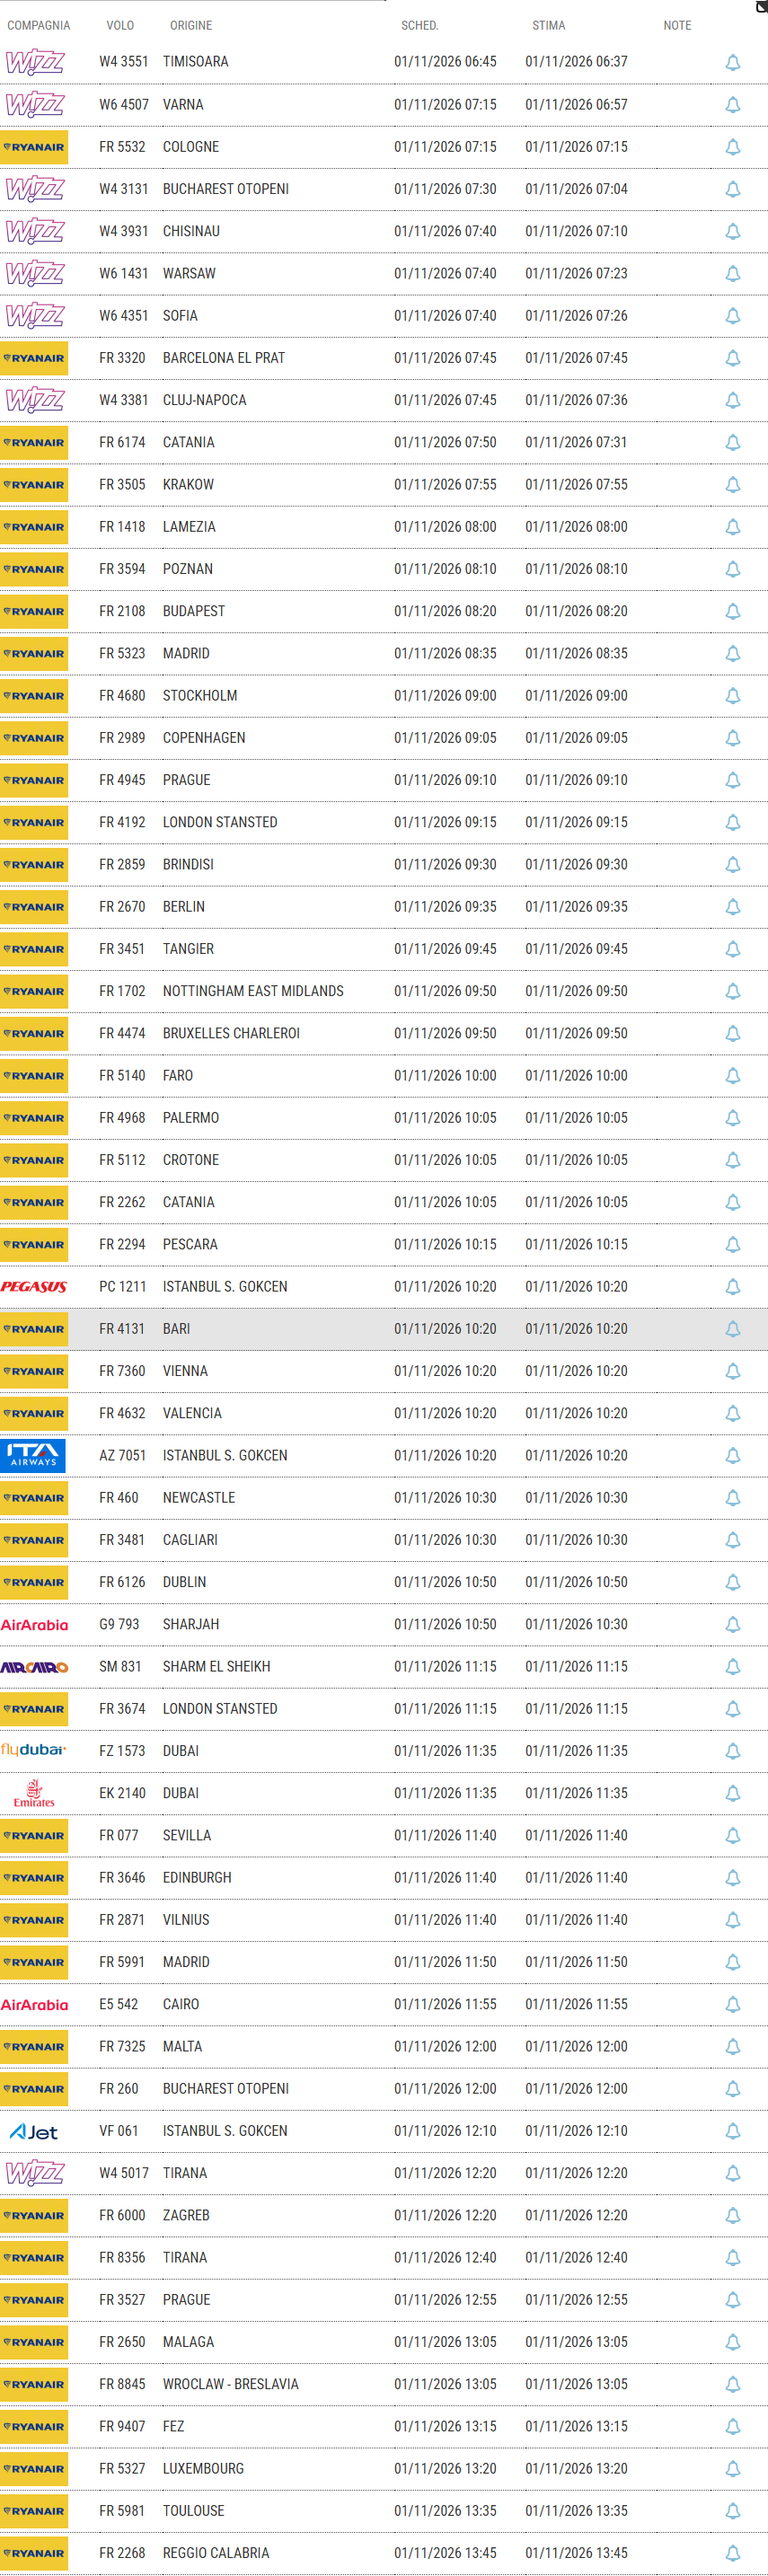 COMPAGNIA VOLO ORIGINE SCHED. STIMA NOTE
WIZZ W4 3551 TIMISOARA 01/11/2026 06:45 01/11/2026 06:37
WIZZ W6 4507 VARNA 01/11/2026 07:15 01/11/2026 06:57
RYANAIR FR 5532 COLOGNE 01/11/2026 07:15 01/11/2026 07:15
WIZZ W4 3131 BUCHAREST OTOPENI 01/11/2026 07:30 01/11/2026 07:04
WIZZ W4 3931 CHISINAU 01/11/2026 07:40 01/11/2026 07:10
WIZZ W6 1431 WARSAW 01/11/2026 07:40 01/11/2026 07:23
WIZZ W6 4351 SOFIA 01/11/2026 07:40 01/11/2026 07:26
RYANAIR FR 3320 BARCELONA EL PRAT 01/11/2026 07:45 01/11/2026 07:45
WIZZ W4 3381 CLUJ-NAPOCA 01/11/2026 07:45 01/11/2026 07:36
RYANAIR FR 6174 CATANIA 01/11/2026 07:50 01/11/2026 07:31
RYANAIR FR 3505 KRAKOW 01/11/2026 07:55 01/11/2026 07:55
RYANAIR FR 1418 LAMEZIA 01/11/2026 08:00 01/11/2026 08:00
RYANAIR FR 3594 POZNAN 01/11/2026 08:10 01/11/2026 08:10
RYANAIR FR 2108 BUDAPEST 01/11/2026 08:20 01/11/2026 08:20
RYANAIR FR 5323 MADRID 01/11/2026 08:35 01/11/2026 08:35
RYANAIR FR 4680 STOCKHOLM 01/11/2026 09:00 01/11/2026 09:00
RYANAIR FR 2989 COPENHAGEN 01/11/2026 09:05 01/11/2026 09:05
RYANAIR FR 4945 PRAGUE 01/11/2026 09:10 01/11/2026 09:10
RYANAIR FR 4192 LONDON STANSTED 01/11/2026 09:15 01/11/2026 09:15
RYANAIR FR 2859 BRINDISI 01/11/2026 09:30 01/11/2026 09:30
RYANAIR FR 2670 BERLIN 01/11/2026 09:35 01/11/2026 09:35
RYANAIR FR 3451 TANGIER 01/11/2026 09:45 01/11/2026 09:45
RYANAIR FR 1702 NOTTINGHAM EAST MIDLANDS 01/11/2026 09:50 01/11/2026 09:50
RYANAIR FR 4474 BRUXELLES CHARLEROI 01/11/2026 09:50 01/11/2026 09:50
RYANAIR FR 5140 FARO 01/11/2026 10:00 01/11/2026 10:00
RYANAIR FR 4968 PALERMO 01/11/2026 10:05 01/11/2026 10:05
RYANAIR FR 5112 CROTONE 01/11/2026 10:05 01/11/2026 10:05
RYANAIR FR 2262 CATANIA 01/11/2026 10:05 01/11/2026 10:05
RYANAIR FR 2294 PESCARA 01/11/2026 10:15 01/11/2026 10:15
PEGASUS PC 1211 ISTANBUL S. GOKCEN 01/11/2026 10:20 01/11/2026 10:20
RYANAIR FR 4131 BARI 01/11/2026 10:20 01/11/2026 10:20
RYANAIR FR 7360 VIENNA 01/11/2026 10:20 01/11/2026 10:20
RYANAIR FR 4632 VALENCIA 01/11/2026 10:20 01/11/2026 10:20
ITA AIRWAYS AZ 7051 ISTANBUL S. GOKCEN 01/11/2026 10:20 01/11/2026 10:20
RYANAIR FR 460 NEWCASTLE 01/11/2026 10:30 01/11/2026 10:30
RYANAIR FR 3481 CAGLIARI 01/11/2026 10:30 01/11/2026 10:30
RYANAIR FR 6126 DUBLIN 01/11/2026 10:50 01/11/2026 10:50
AirArabia G9 793 SHARJAH 01/11/2026 10:50 01/11/2026 10:30
AIRCAIRO SM 831 SHARM EL SHEIKH 01/11/2026 11:15 01/11/2026 11:15
RYANAIR FR 3674 LONDON STANSTED 01/11/2026 11:15 01/11/2026 11:15
flydubai FZ 1573 DUBAI 01/11/2026 11:35 01/11/2026 11:35
Emirates EK 2140 DUBAI 01/11/2026 11:35 01/11/2026 11:35
RYANAIR FR 077 SEVILLA 01/11/2026 11:40 01/11/2026 11:40
RYANAIR FR 3646 EDINBURGH 01/11/2026 11:40 01/11/2026 11:40
RYANAIR FR 2871 VILNIUS 01/11/2026 11:40 01/11/2026 11:40
RYANAIR FR 5991 MADRID 01/11/2026 11:50 01/11/2026 11:50
AirArabia E5 542 CAIRO 01/11/2026 11:55 01/11/2026 11:55
RYANAIR FR 7325 MALTA 01/11/2026 12:00 01/11/2026 12:00
RYANAIR FR 260 BUCHAREST OTOPENI 01/11/2026 12:00 01/11/2026 12:00
AJet VF 061 ISTANBUL S. GOKCEN 01/11/2026 12:10 01/11/2026 12:10
WIZZ W4 5017 TIRANA 01/11/2026 12:20 01/11/2026 12:20
RYANAIR FR 6000 ZAGREB 01/11/2026 12:20 01/11/2026 12:20
RYANAIR FR 8356 TIRANA 01/11/2026 12:40 01/11/2026 12:40
RYANAIR FR 3527 PRAGUE 01/11/2026 12:55 01/11/2026 12:55
RYANAIR FR 2650 MALAGA 01/11/2026 13:05 01/11/2026 13:05
RYANAIR FR 8845 WROCLAW - BRESLAVIA 01/11/2026 13:05 01/11/2026 13:05
RYANAIR FR 9407 FEZ 01/11/2026 13:15 01/11/2026 13:15
RYANAIR FR 5327 LUXEMBOURG 01/11/2026 13:20 01/11/2026 13:20
RYANAIR FR 5981 TOULOUSE 01/11/2026 13:35 01/11/2026 13:35
RYANAIR FR 2268 REGGIO CALABRIA 01/11/2026 13:45 01/11/2026 13:45